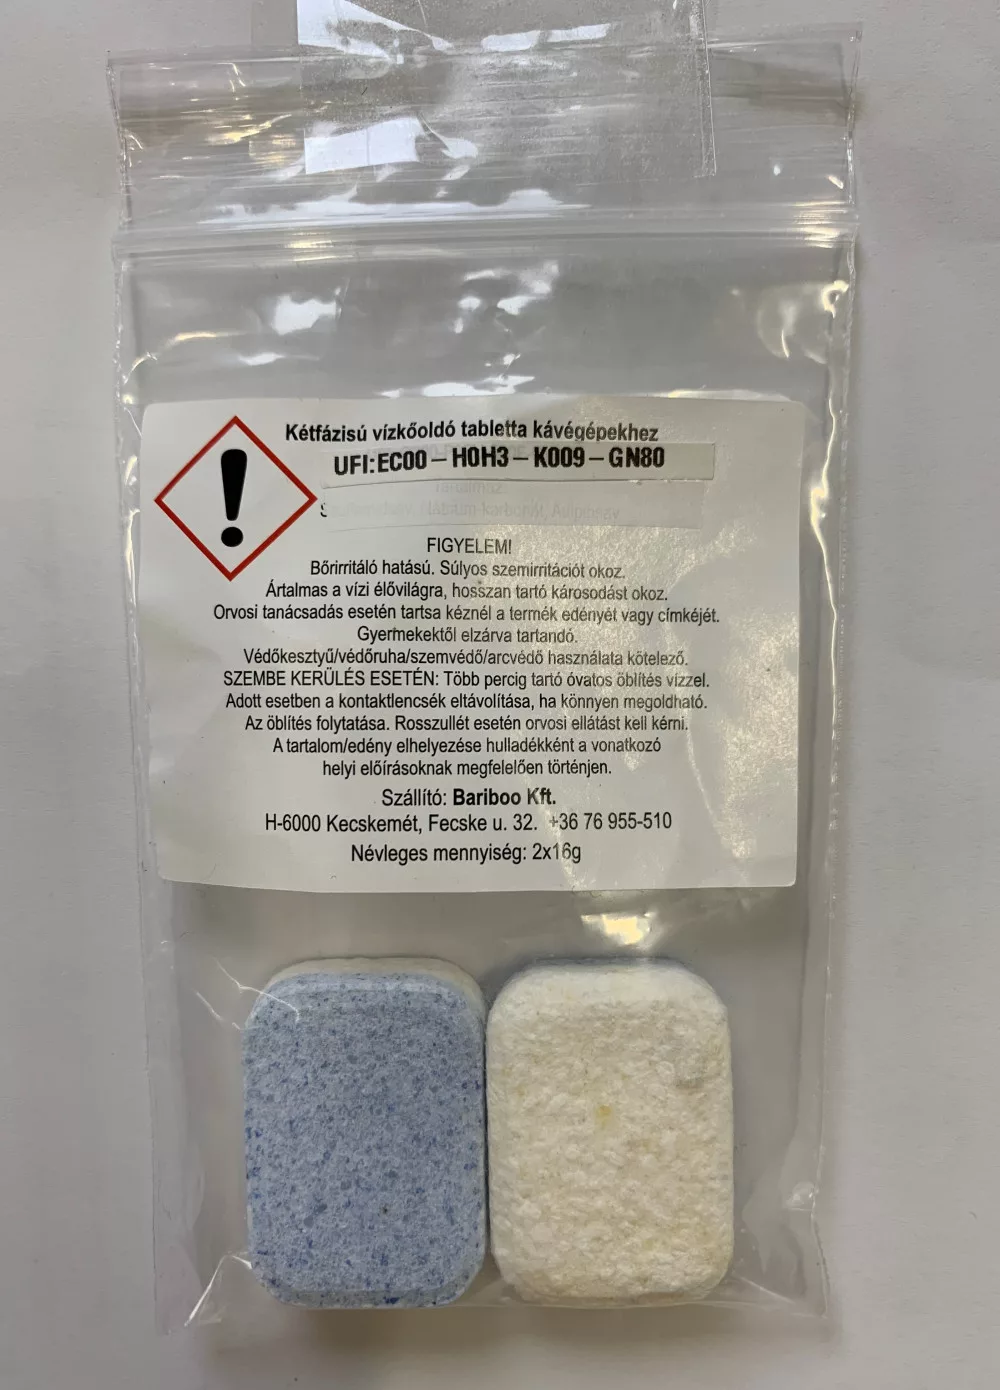 Kétfázisú vízkőoldó tabletta kávégépekhez
UFI:EC00–H0H3–K009–GN80
Tartalmaz:
Nátrium-karbonát, Adipinsav
FIGYELEM!
Bőrirritáló hatású. Súlyos szemirritációt okoz.
Ártalmas a vízi élővilágra, hosszan tartó károsodást okoz.
Orvosi tanácsadás esetén tartsa kéznél a termék edényét vagy címkéjét.
Gyermekektől elzárva tartandó.
Védőkesztyű/védőruha/szemvédő/arcvédő használata kötelező.
SZEMBE KERÜLÉS ESETÉN: Több percig tartó óvatos öblítés vízzel.
Adott esetben a kontaktlencsék eltávolítása, ha könnyen megoldható.
Az öblítés folytatása. Rosszullét esetén orvosi ellátást kell kérni.
A tartalom/edény elhelyezése hulladékként a vonatkozó
helyi előírásoknak megfelelően történjen.
Szállító: Bariboo Kft.
H-6000 Kecskemét, Fecske u. 32. +36 76 955-510
Névleges mennyiség: 2x16g